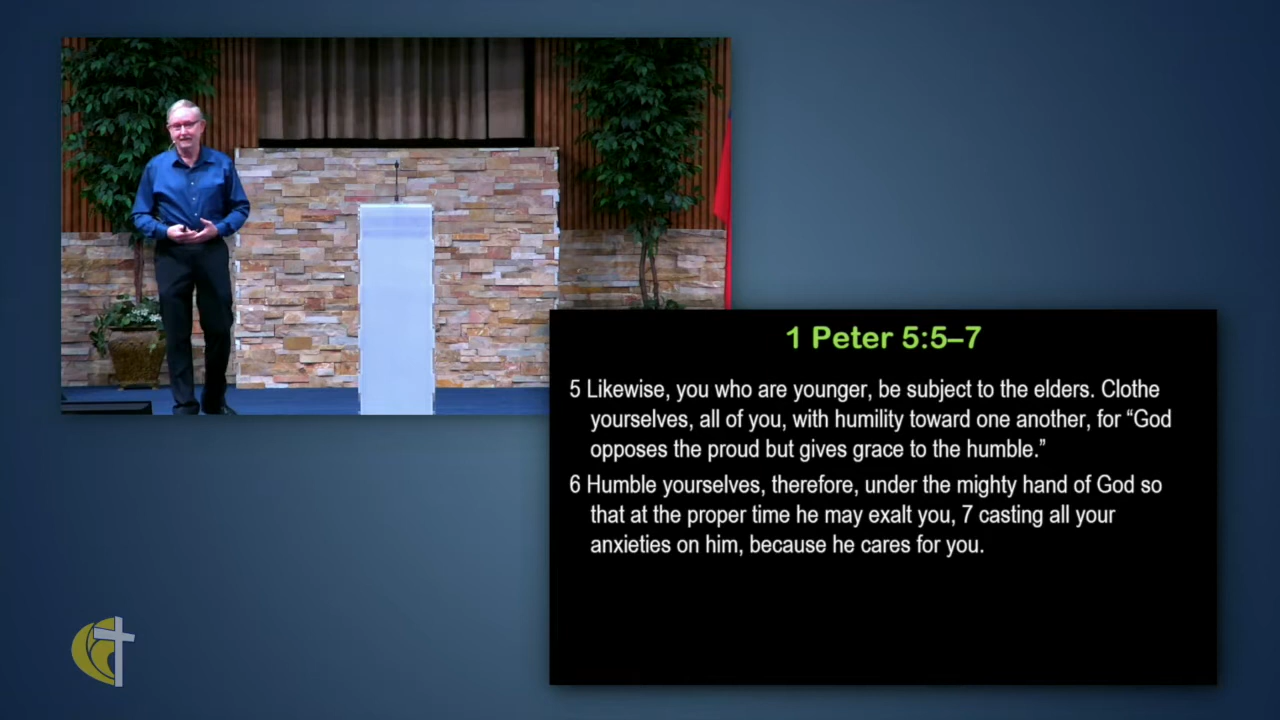 1 Peter 5:5–7
5 Likewise, you who are younger, be subject to the elders. Clothe
yourselves, all of you, with humility toward one another, for “God
opposes the proud but gives grace to the humble.”
6 Humble yourselves, therefore, under the mighty hand of God so
that at the proper time he may exalt you, 7 casting all your
anxieties on him, because he cares for you.